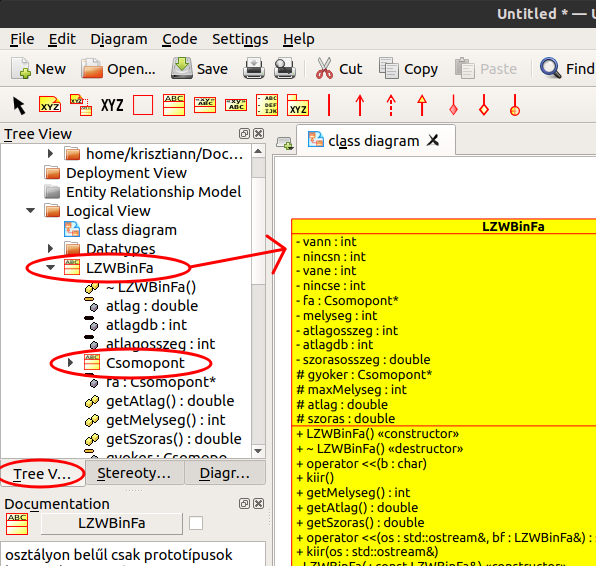 Untitled * —
File Edit Diagram Code Settings Help
New Open... Save Cut Copy Paste Find
XYZ XYZ XYZ ABC ABC xy ABC ABC DEF IJK XYZ
Tree View
class diagram
home/krisztiann/Doc...
Deployment View
Entity Relationship Model
Logical View
class diagram
Datatypes
LZWBinFa
~ LZWBinFa()
atlag : double
atlagdb : int
atlagosszeg : int
Csomopont
fa : Csomopont*
getAtlag() : double
getMelyseg() : int
getSzoras() : double
gyoker : Csomopo
Tree V... Stereoty... Diagr...
Documentation
LZWBinFa
osztályon belűl csak prototípusok
LZWBinFa
- vann : int
- nincsn : int
- vane : int
- nincse : int
- fa : Csomopont*
- melyseg : int
- atlagosszeg : int
- atlagdb : int
- szorasosszeg : double
# gyoker : Csomopont*
# maxMelyseg : int
# atlag : double
# szoras : double
+ LZWBinFa() «constructor»
+ ~ LZWBinFa() «destructor»
+ operator <<(b : char)
+ kiir()
+ getMelyseg() : int
+ getAtlag() : double
+ getSzoras() : double
+ operator <<(os : std::ostream&, bf : LZWBinFa&) :
+ kiir(os : std::ostream&)
- LZWBinFa( : const LZWBinFa&) «constructor»